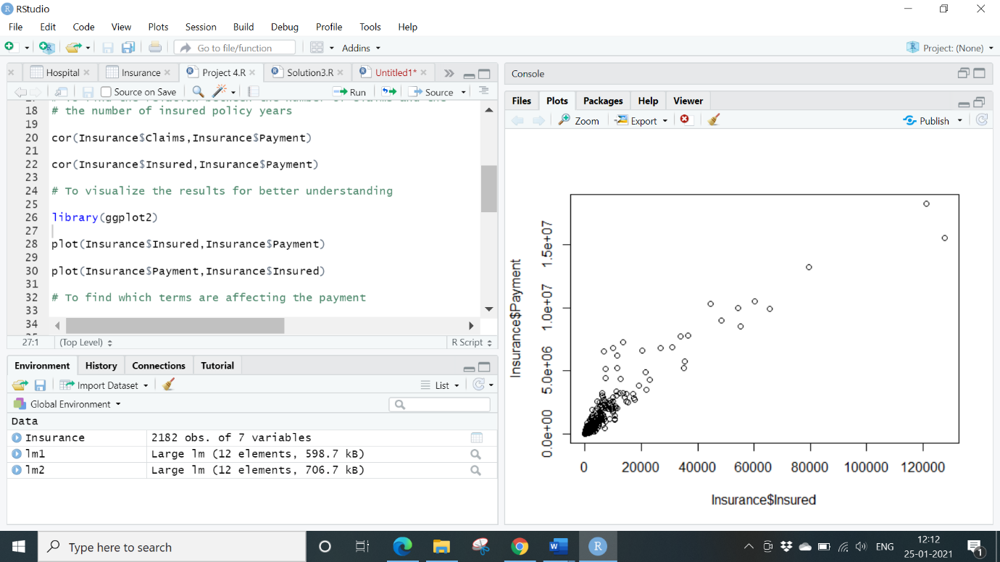 RStudio
File Edit Code View Plots Session Build Debug Profile Tools Help
Go to file/function Addins Project: (None)
Hospital Insurance Project 4.R Solution3.R Untitled1*
Source on Save Run Source
18 # the number of insured policy years
19
20 cor(Insurance$Claims,Insurance$Payment)
21
22 cor(Insurance$Insured,Insurance$Payment)
23
24 # To visualize the results for better understanding
25
26 library(ggplot2)
27
28 plot(Insurance$Insured,Insurance$Payment)
29
30 plot(Insurance$Payment,Insurance$Insured)
31
32 # To find which terms are affecting the payment
33
34
27:1 (Top Level) R Script
Environment History Connections Tutorial
Import Dataset List
Global Environment
Data
Insurance 2182 obs. of 7 variables
lm1 Large lm (12 elements, 598.7 kB)
lm2 Large lm (12 elements, 706.7 kB)
Console
Files Plots Packages Help Viewer
Zoom Export Publish
Insurance$Payment
1.5e+07
1.0e+07
5.0e+06
0.0e+00
0 20000 40000 60000 80000 100000 120000
Insurance$Insured
Type here to search
ENG 12:12
25-01-2021
1